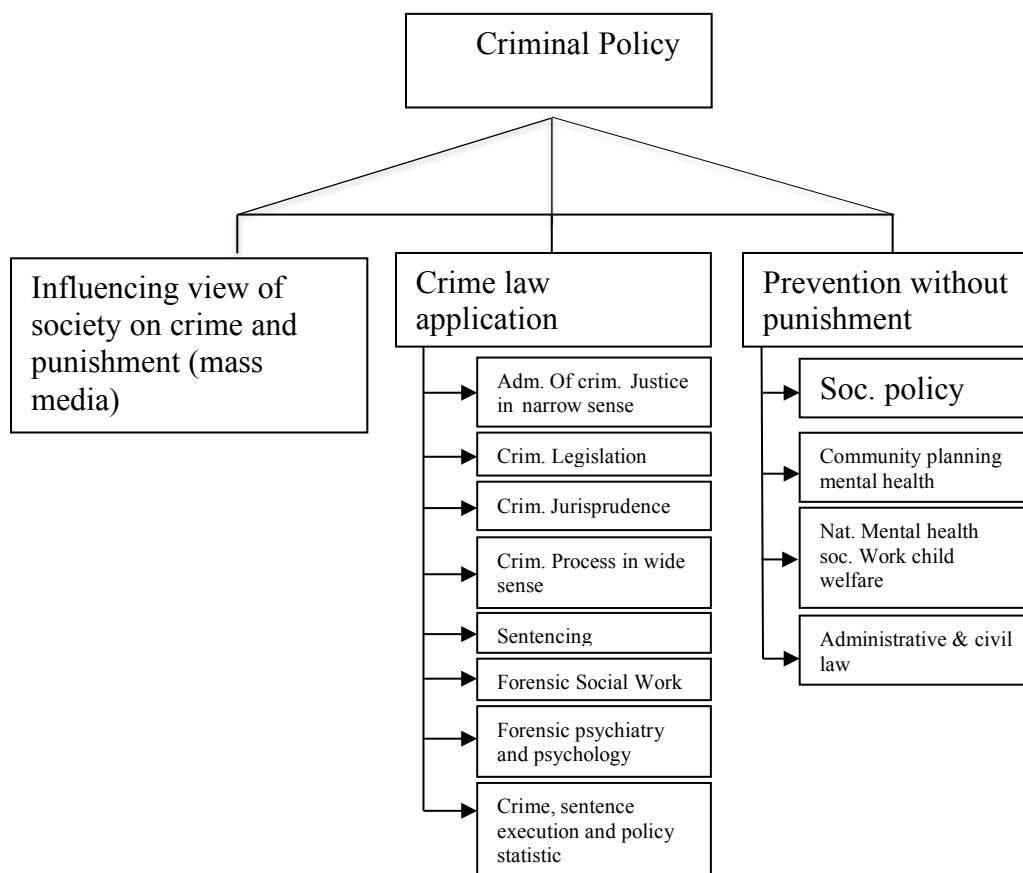 Criminal Policy
Influencing view of
society on crime and
punishment (mass
media)
Crime law
application
Adm. Of crim. Justice
in narrow sense
Crim. Legislation
Crim. Jurisprudence
Crim. Process in wide
sense
Sentencing
Forensic Social Work
Forensic psychiatry
and psychology
Crime, sentence
execution and policy
statistic
Prevention without
punishment
Soc. policy
Community planning
mental health
Nat. Mental health
soc. Work child
welfare
Administrative & civil
law